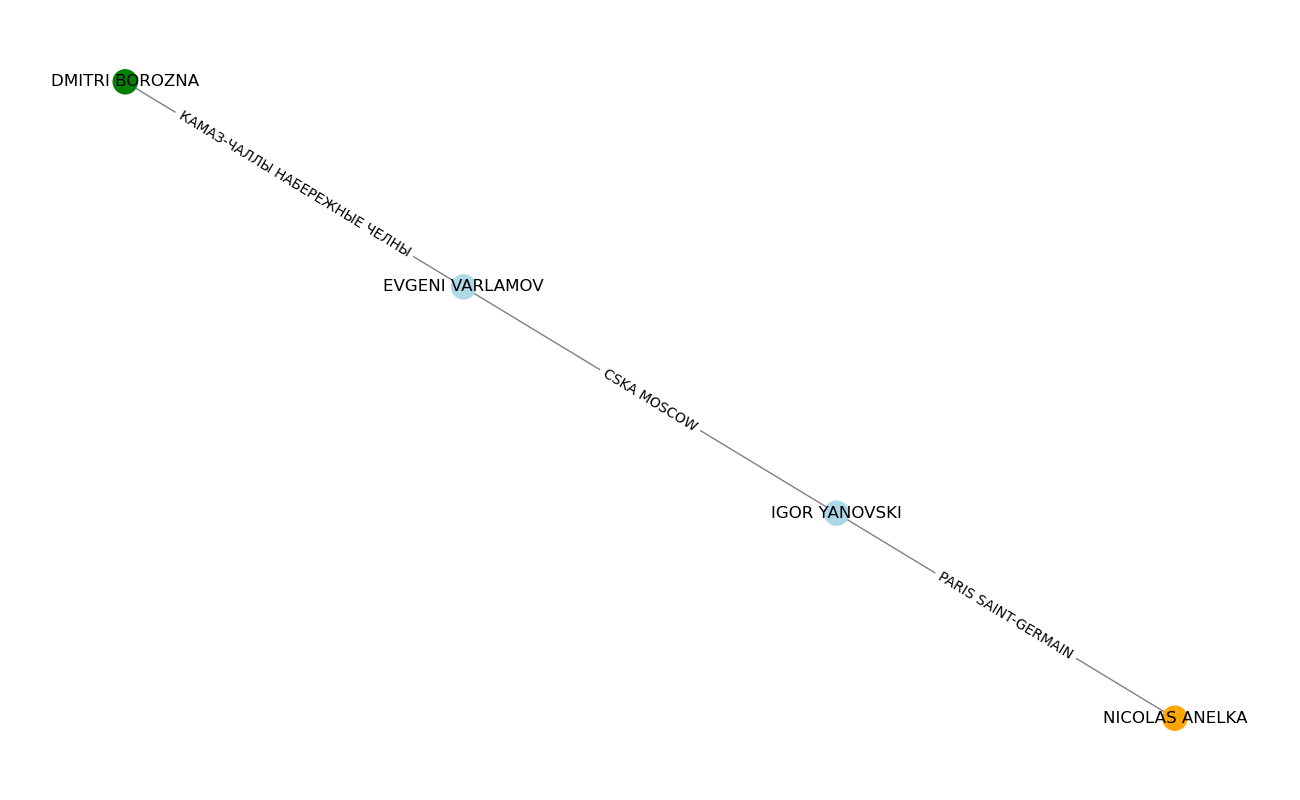 DMITRI BOROZNA
КАМАЗ-ЧАЛЛЫ НАБЕРЕЖНЫЕ ЧЕЛНЫ
EVGENI VARLAMOV
CSKA MOSCOW
IGOR YANOVSKI
PARIS SAINT-GERMAIN
NICOLAS ANELKA